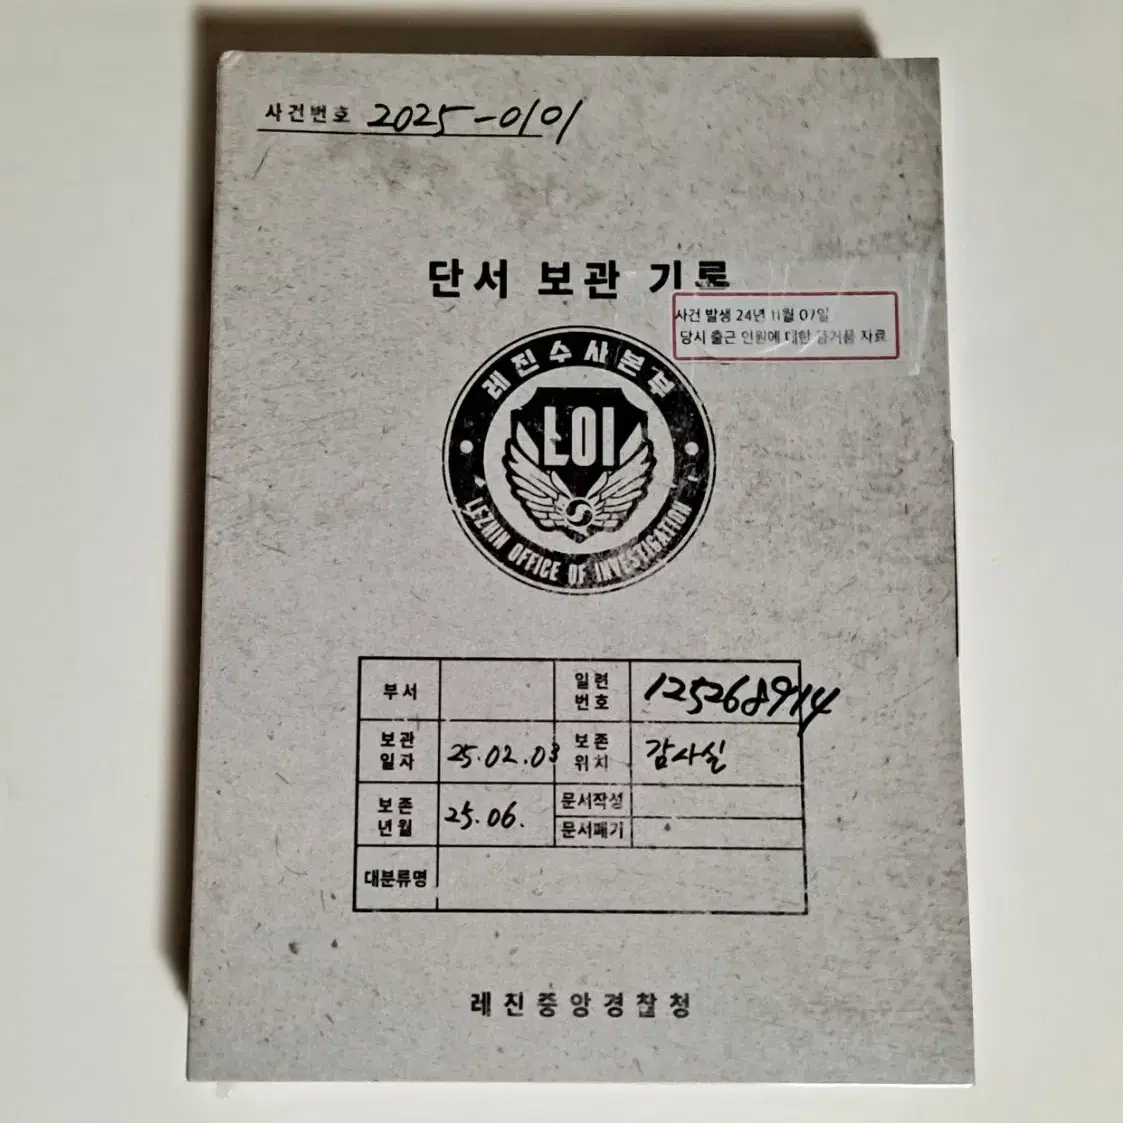 사건번호 2025-0101
단서 보관 기록
사건 발생 24년 11월 07일
당시 출근 인원에 대한 증거품 자료
레진수사본부
LOI
LEZHIN OFFICE OF INVESTIGATION
부서
일련 번호 125268914
보관 일자 25.02.03
보존 위치 감사실
보존 년월 25.06.
문서작성
문서폐기
대분류명
레진중앙경찰청